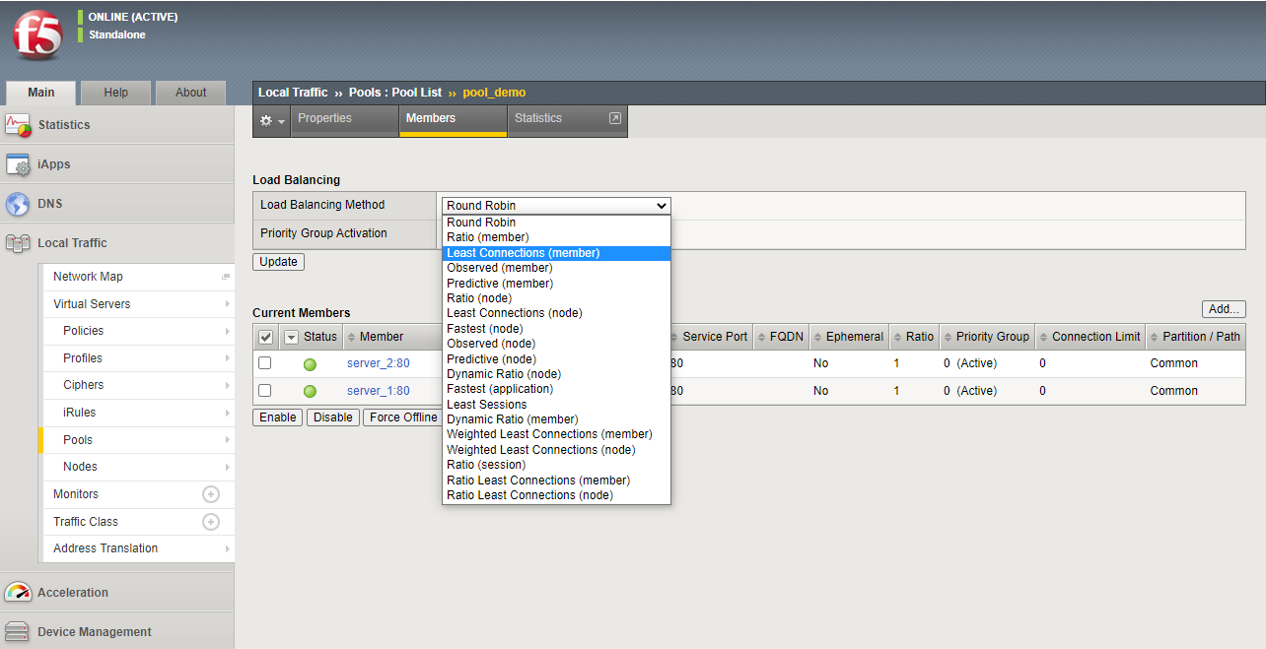 f5
ONLINE (ACTIVE)
Standalone
Main Help About
Local Traffic ›› Pools : Pool List ›› pool_demo
Properties Members Statistics
Statistics
iApps
DNS
Local Traffic
Network Map
Virtual Servers
Policies
Profiles
Ciphers
iRules
Pools
Nodes
Monitors
Traffic Class
Address Translation
Acceleration
Device Management
Load Balancing
Load Balancing Method Round Robin
Priority Group Activation
Update
Round Robin
Ratio (member)
Least Connections (member)
Observed (member)
Predictive (member)
Ratio (node)
Least Connections (node)
Fastest (node)
Observed (node)
Predictive (node)
Dynamic Ratio (node)
Fastest (application)
Least Sessions
Dynamic Ratio (member)
Weighted Least Connections (member)
Weighted Least Connections (node)
Ratio (session)
Ratio Least Connections (member)
Ratio Least Connections (node)
Current Members Add...
Status Member Service Port FQDN Ephemeral Ratio Priority Group Connection Limit Partition / Path
server_2:80 80 No 1 0 (Active) 0 Common
server_1:80 80 No 1 0 (Active) 0 Common
Enable Disable Force Offline